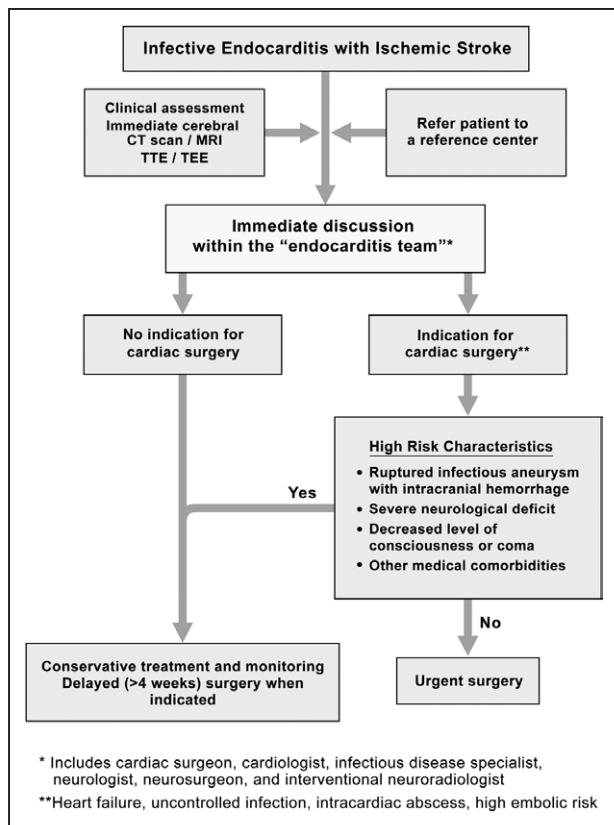 Infective Endocarditis with Ischemic Stroke
Clinical assessment
Immediate cerebral
CT scan / MRI
TTE / TEE
Refer patient to
a reference center
Immediate discussion
within the “endocarditis team”*
No indication for
cardiac surgery
Indication for
cardiac surgery**
High Risk Characteristics
• Ruptured infectious aneurysm
with intracranial hemorrhage
• Severe neurological deficit
• Decreased level of
consciousness or coma
• Other medical comorbidities
Yes
No
Conservative treatment and monitoring
Delayed (>4 weeks) surgery when
indicated
Urgent surgery
* Includes cardiac surgeon, cardiologist, infectious disease specialist,
neurologist, neurosurgeon, and interventional neuroradiologist
**Heart failure, uncontrolled infection, intracardiac abscess, high embolic risk